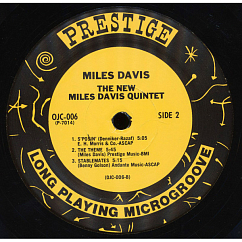 PRESTIGE
MILES DAVIS
THE NEW
MILES DAVIS QUINTET
OJC-006
(P-7014)
SIDE 2
1. S'POSIN' (Denniker-Razaf) 5:05
E. H. Morris & Co.-ASCAP
2. THE THEME 5:45
(Miles Davis) Prestige Music-BMI
3. STABLEMATES 5:15
(Benny Golson) Andante Music-ASCAP
(OJC-006-B)
LONG PLAYING MICROGROOVE